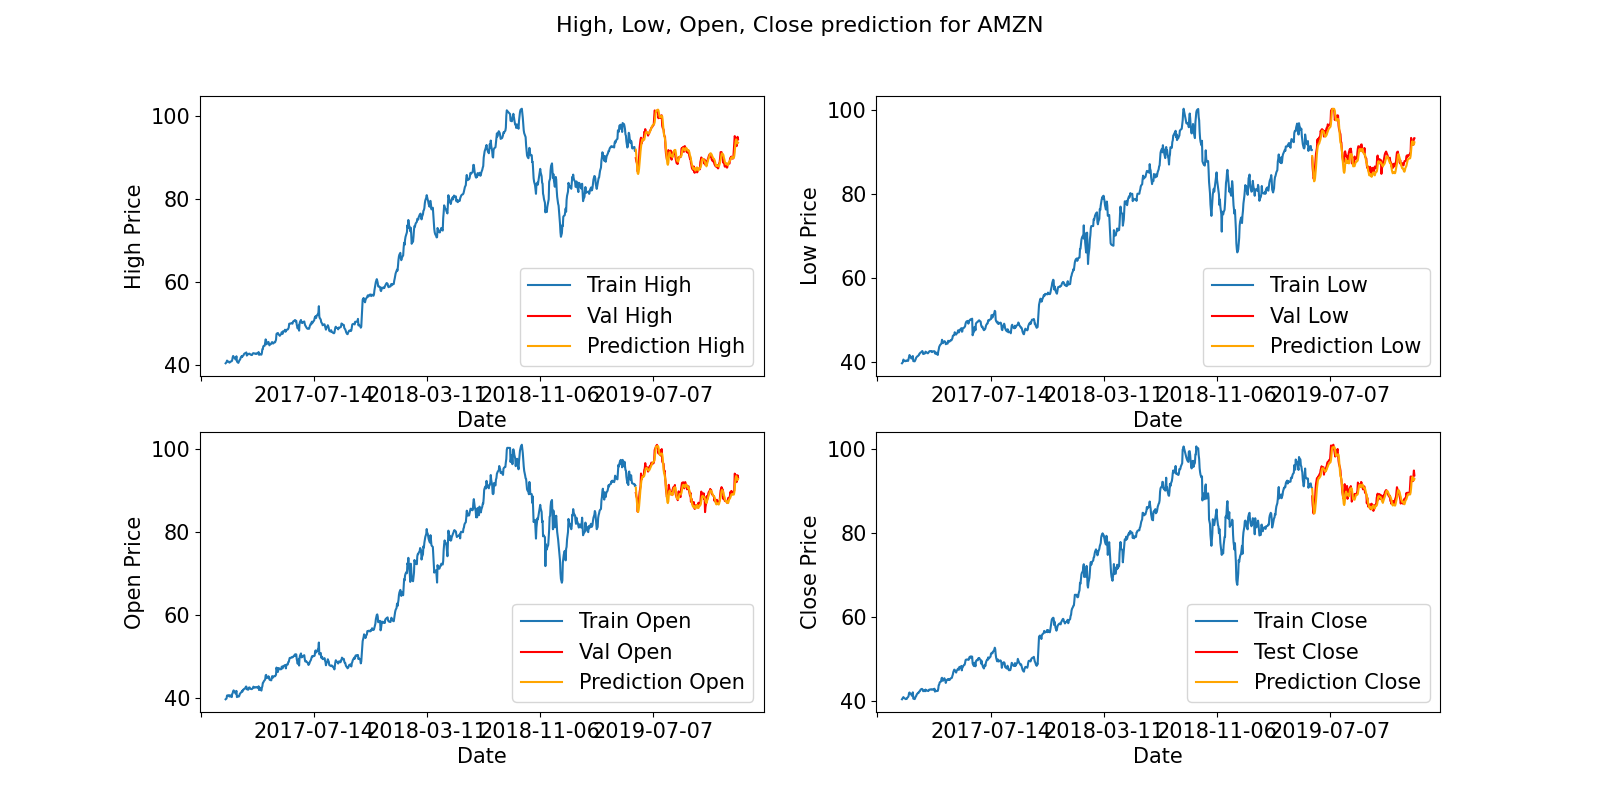 High, Low, Open, Close prediction for AMZN
High Price
100
80
60
40
Train High
Val High
Prediction High
2017-07-14
2018-03-11
2018-11-06
2019-07-07
Date
Low Price
100
80
60
40
Train Low
Val Low
Prediction Low
2017-07-14
2018-03-11
2018-11-06
2019-07-07
Date
Open Price
100
80
60
40
Train Open
Val Open
Prediction Open
2017-07-14
2018-03-11
2018-11-06
2019-07-07
Date
Close Price
100
80
60
40
Train Close
Test Close
Prediction Close
2017-07-14
2018-03-11
2018-11-06
2019-07-07
Date